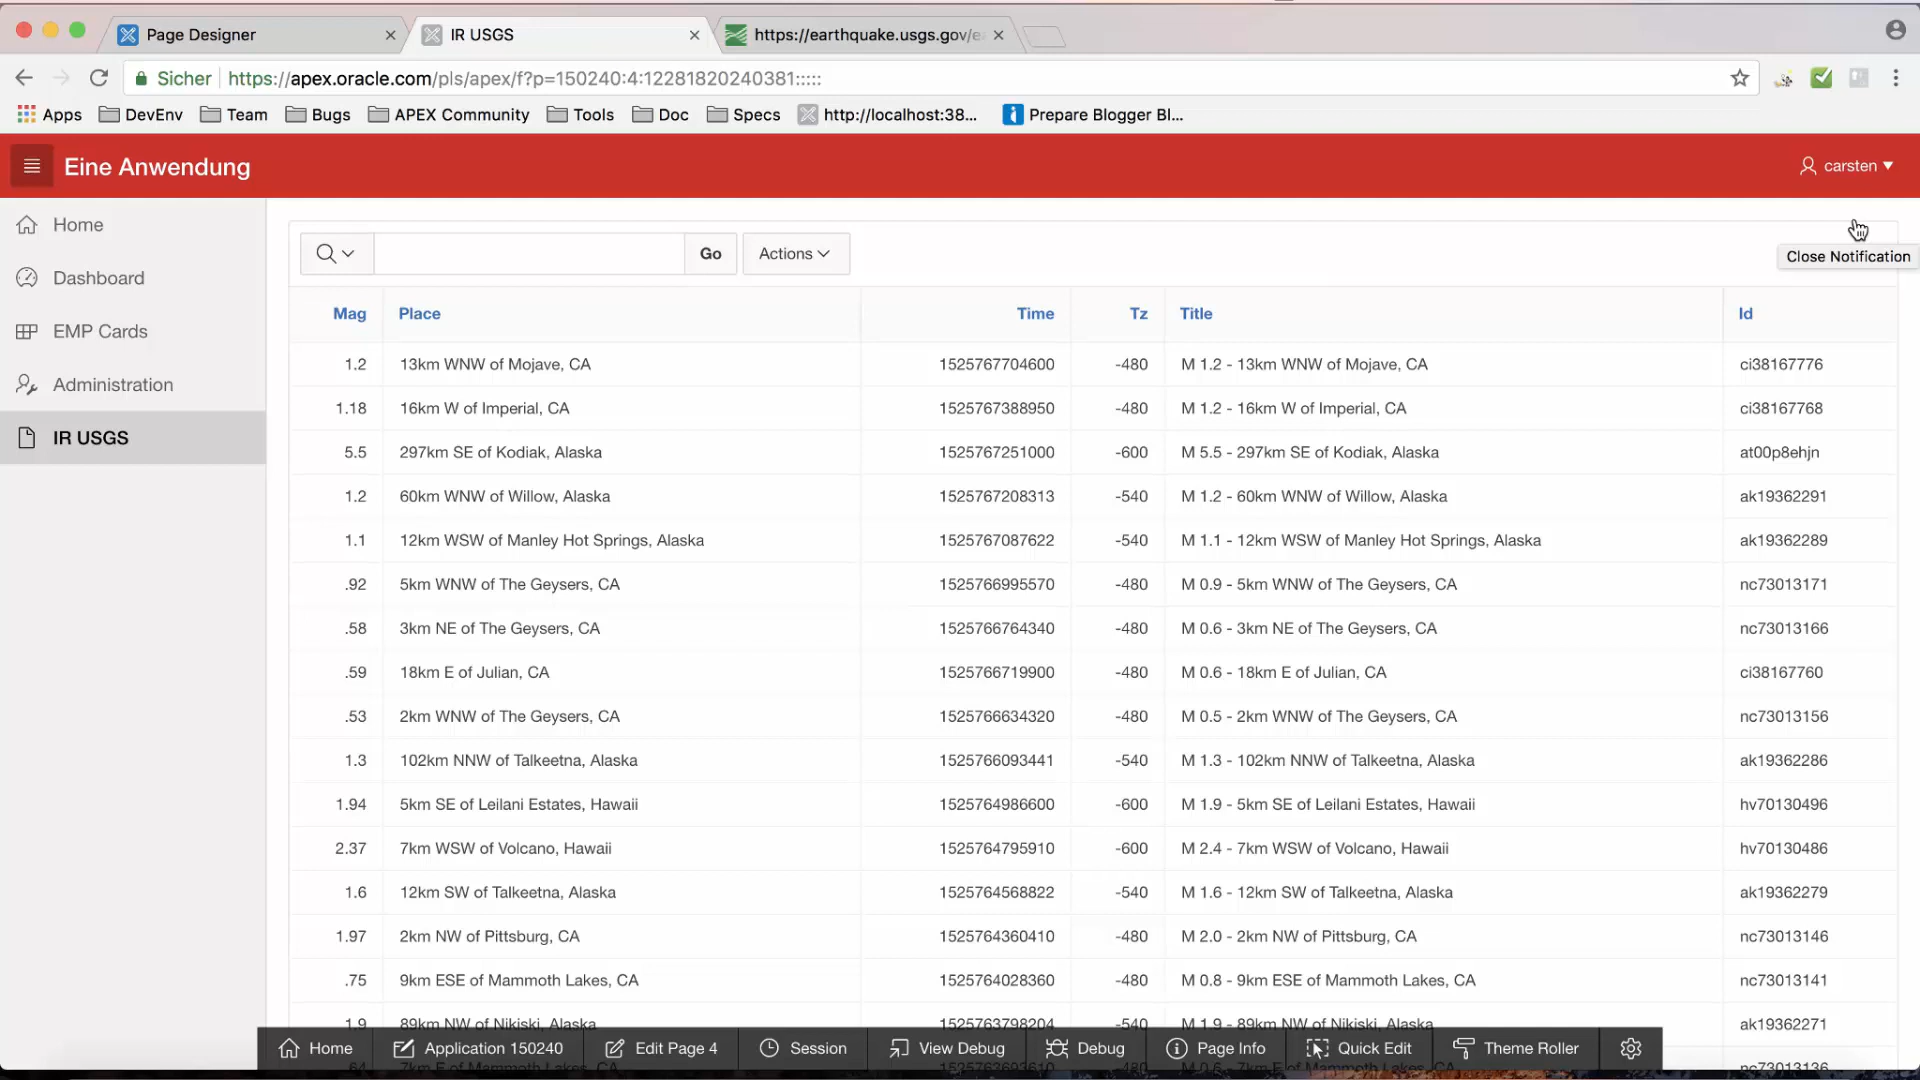 Page Designer
IR USGS
https://earthquake.usgs.gov/e
Sicher
https://apex.oracle.com/pls/apex/f?p=150240:4:12281820240381:::::
Apps DevEnv Team Bugs APEX Community Tools Doc Specs http://localhost:38... Prepare Blogger Bl...
Eine Anwendung
carsten
Home
Dashboard
EMP Cards
Administration
IR USGS
Go
Actions
Close Notification
Mag Place Time Tz Title Id
1.2 13km WNW of Mojave, CA 1525767704600 -480 M 1.2 - 13km WNW of Mojave, CA ci38167776
1.18 16km W of Imperial, CA 1525767388950 -480 M 1.2 - 16km W of Imperial, CA ci38167768
5.5 297km SE of Kodiak, Alaska 1525767251000 -600 M 5.5 - 297km SE of Kodiak, Alaska at00p8ehjn
1.2 60km WNW of Willow, Alaska 1525767208313 -540 M 1.2 - 60km WNW of Willow, Alaska ak19362291
1.1 12km WSW of Manley Hot Springs, Alaska 1525767087622 -540 M 1.1 - 12km WSW of Manley Hot Springs, Alaska ak19362289
.92 5km WNW of The Geysers, CA 1525766995570 -480 M 0.9 - 5km WNW of The Geysers, CA nc73013171
.58 3km NE of The Geysers, CA 1525766764340 -480 M 0.6 - 3km NE of The Geysers, CA nc73013166
.59 18km E of Julian, CA 1525766719900 -480 M 0.6 - 18km E of Julian, CA ci38167760
.53 2km WNW of The Geysers, CA 1525766634320 -480 M 0.5 - 2km WNW of The Geysers, CA nc73013156
1.3 102km NNW of Talkeetna, Alaska 1525766093441 -540 M 1.3 - 102km NNW of Talkeetna, Alaska ak19362286
1.94 5km SE of Leilani Estates, Hawaii 1525764986600 -600 M 1.9 - 5km SE of Leilani Estates, Hawaii hv70130496
2.37 7km WSW of Volcano, Hawaii 1525764795910 -600 M 2.4 - 7km WSW of Volcano, Hawaii hv70130486
1.6 12km SW of Talkeetna, Alaska 1525764568822 -540 M 1.6 - 12km SW of Talkeetna, Alaska ak19362279
1.97 2km NW of Pittsburg, CA 1525764360410 -480 M 2.0 - 2km NW of Pittsburg, CA nc73013146
.75 9km ESE of Mammoth Lakes, CA 1525764028360 -480 M 0.8 - 9km ESE of Mammoth Lakes, CA nc73013141
1.9 89km NW of Nikiski, Alaska 1525763798204 -540 M 1.9 - 89km NW of Nikiski, Alaska ak19362271
Home Application 150240 Edit Page 4 Session View Debug Debug Page Info Quick Edit Theme Roller